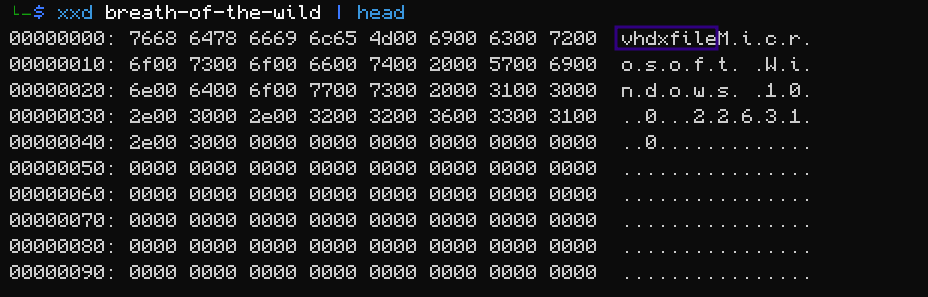 └─$ xxd breath-of-the-wild | head
00000000: 7668 6478 6669 6c65 4d00 6900 6300 7200  vhdxfileM.i.c.r.
00000010: 6f00 7300 6f00 6600 7400 2000 5700 6900  o.s.o.f.t. .W.i.
00000020: 6e00 6400 6f00 7700 7300 2000 3100 3000  n.d.o.w.s. .1.0.
00000030: 2e00 3000 2e00 3200 3200 3600 3300 3100  ..0...2.2.6.3.1.
00000040: 2e00 3000 0000 0000 0000 0000 0000 0000  ..0.............
00000050: 0000 0000 0000 0000 0000 0000 0000 0000  ................
00000060: 0000 0000 0000 0000 0000 0000 0000 0000  ................
00000070: 0000 0000 0000 0000 0000 0000 0000 0000  ................
00000080: 0000 0000 0000 0000 0000 0000 0000 0000  ................
00000090: 0000 0000 0000 0000 0000 0000 0000 0000  ................